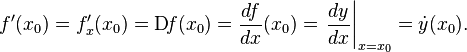 f′(x₀) = f′ₓ(x₀) = Df(x₀) = df/dx (x₀) = dy/dx |ₓ₌ₓ₀ = ẏ(x₀).